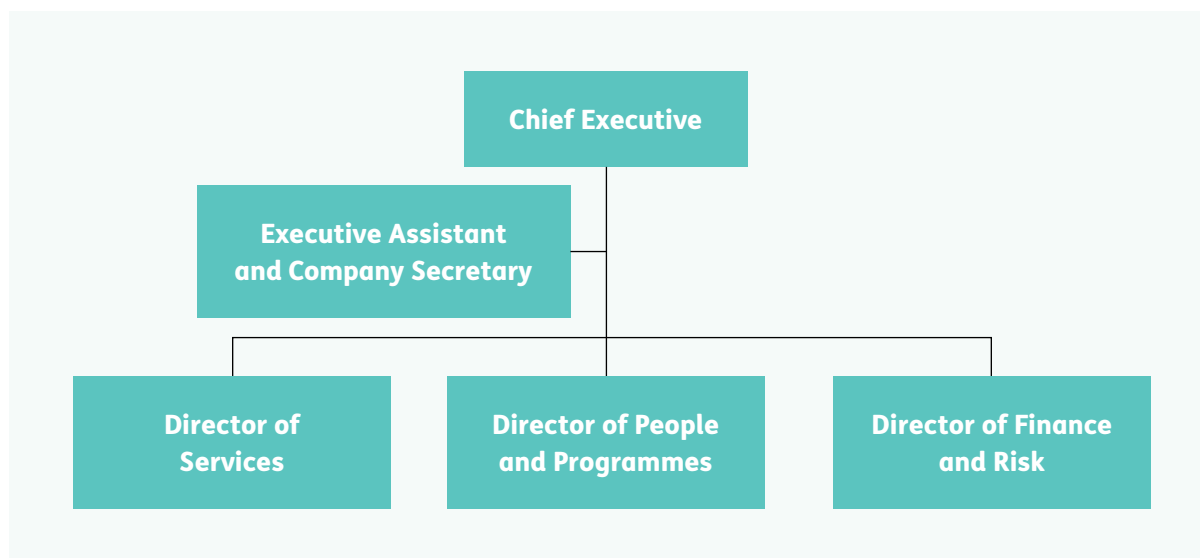 Chief Executive
Executive Assistant
and Company Secretary
Director of
Services
Director of People
and Programmes
Director of Finance
and Risk